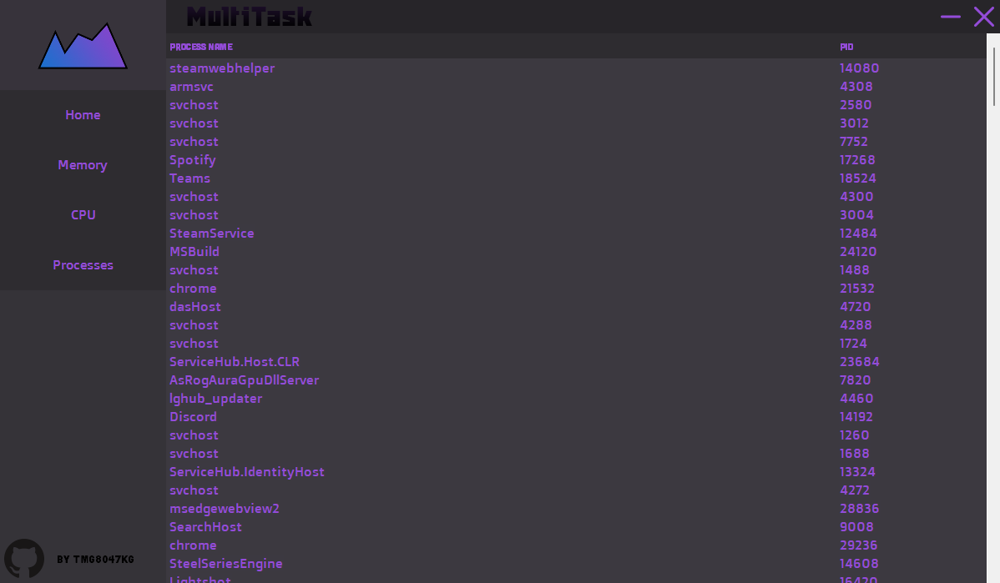 MultiTask
Home
Memory
CPU
Processes
BY TMG8047KG
PROCESS NAME PID
steamwebhelper 14080
armsvc 4308
svchost 2580
svchost 3012
svchost 7752
Spotify 17268
Teams 18524
svchost 4300
svchost 3004
SteamService 12484
MSBuild 24120
svchost 1488
chrome 21532
dasHost 4720
svchost 4288
svchost 1724
ServiceHub.Host.CLR 23684
AsRogAuraGpuDllServer 7820
lghub_updater 4460
Discord 14192
svchost 1260
svchost 1688
ServiceHub.IdentityHost 13324
svchost 4272
msedgewebview2 28836
SearchHost 9008
chrome 29236
SteelSeriesEngine 14608
Lightshot 16420